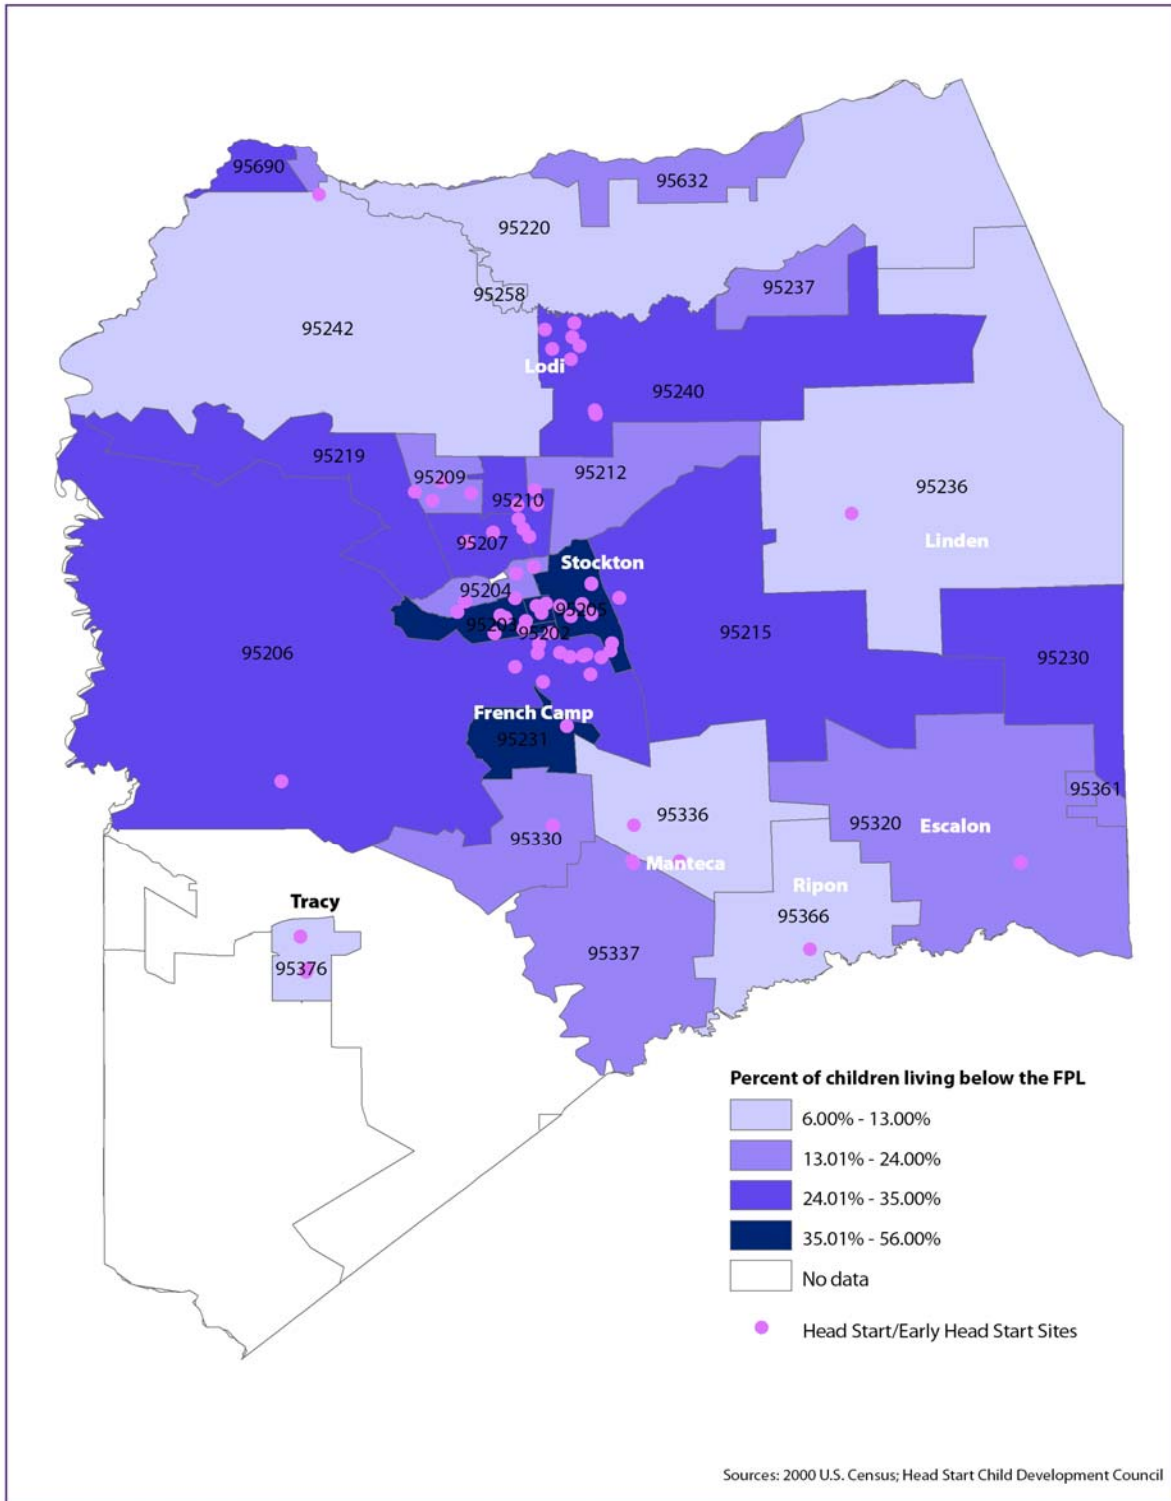 95690
95632
95220
95237
95258
95242
Lodi
95240
95219
95209
95212
95210
95236
Linden
95207
Stockton
95204
95205
95203
95202
95215
95206
95230
French Camp
95231
95361
95336
95320
Escalon
95330
Manteca
Ripon
Tracy
95366
95337
95376
Percent of children living below the FPL
6.00% - 13.00%
13.01% - 24.00%
24.01% - 35.00%
35.01% - 56.00%
No data
Head Start/Early Head Start Sites
Sources: 2000 U.S. Census; Head Start Child Development Council